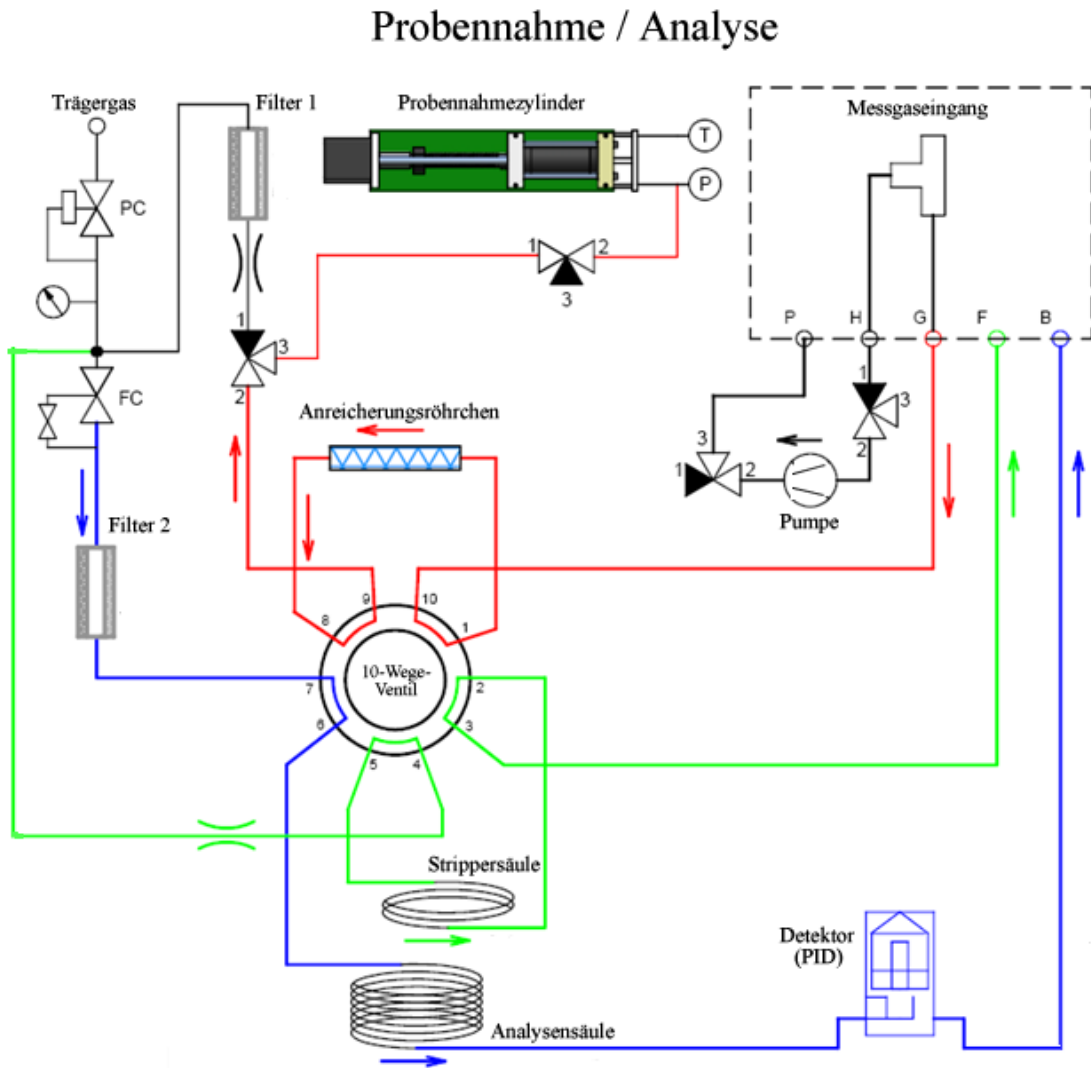 Probennahme / Analyse
Trägergas
Filter 1
Probennahmezylinder
Messgaseingang
T
P
PC
1
2
3
1
3
2
P
H
G
F
B
FC
1
3
2
3
1
2
Pumpe
Anreicherungsröhrchen
Filter 2
9
10
8
1
10-Wege-
Ventil
7
2
6
3
5
4
Strippersäule
Detektor
(PID)
Analysensäule